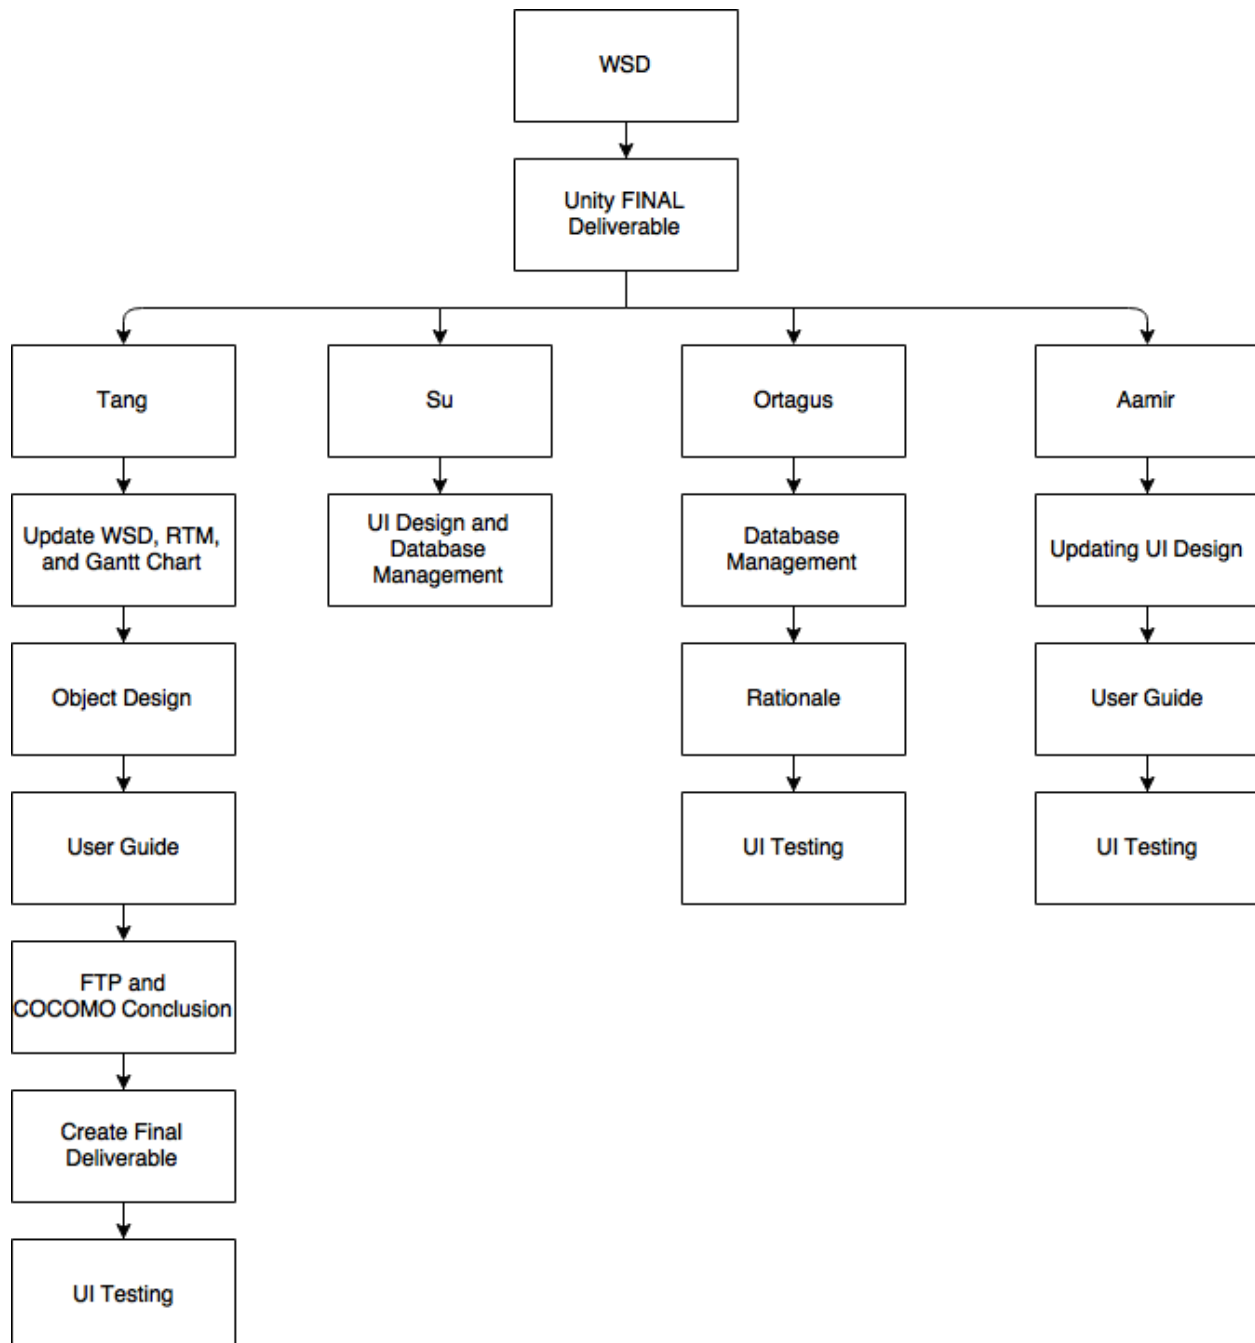 WSD
Unity FINAL
Deliverable
Tang
Su
Ortagus
Aamir
Update WSD, RTM,
and Gantt Chart
UI Design and
Database
Management
Database
Management
Updating UI Design
Object Design
Rationale
User Guide
User Guide
UI Testing
UI Testing
FTP and
COCOMO Conclusion
Create Final
Deliverable
UI Testing